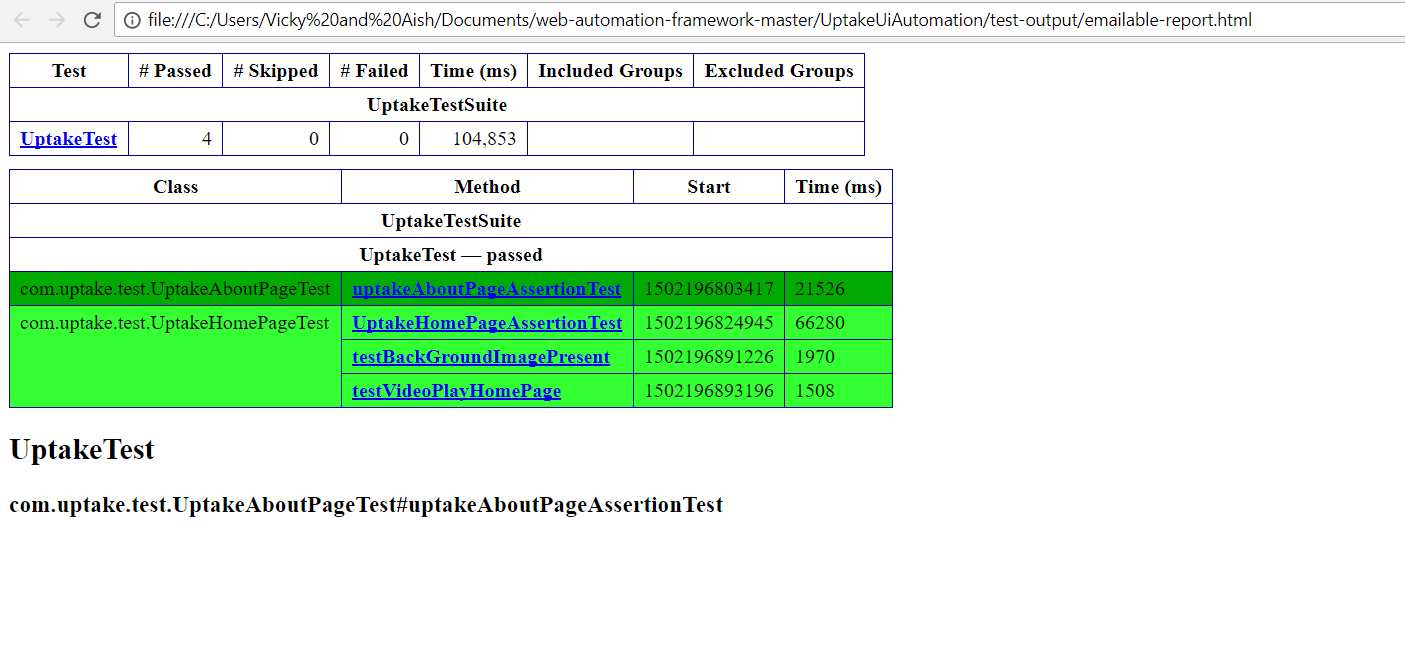 file:///C:/Users/Vicky%20and%20Aish/Documents/web-automation-framework-master/UptakeUiAutomation/test-output/emailable-report.html
Test # Passed # Skipped # Failed Time (ms) Included Groups Excluded Groups
UptakeTestSuite
UptakeTest 4 0 0 104,853
Class Method Start Time (ms)
UptakeTestSuite
UptakeTest — passed
com.uptake.test.UptakeAboutPageTest uptakeAboutPageAssertionTest 1502196803417 21526
com.uptake.test.UptakeHomePageTest UptakeHomePageAssertionTest 1502196824945 66280
testBackGroundImagePresent 1502196891226 1970
testVideoPlayHomePage 1502196893196 1508
UptakeTest
com.uptake.test.UptakeAboutPageTest#uptakeAboutPageAssertionTest